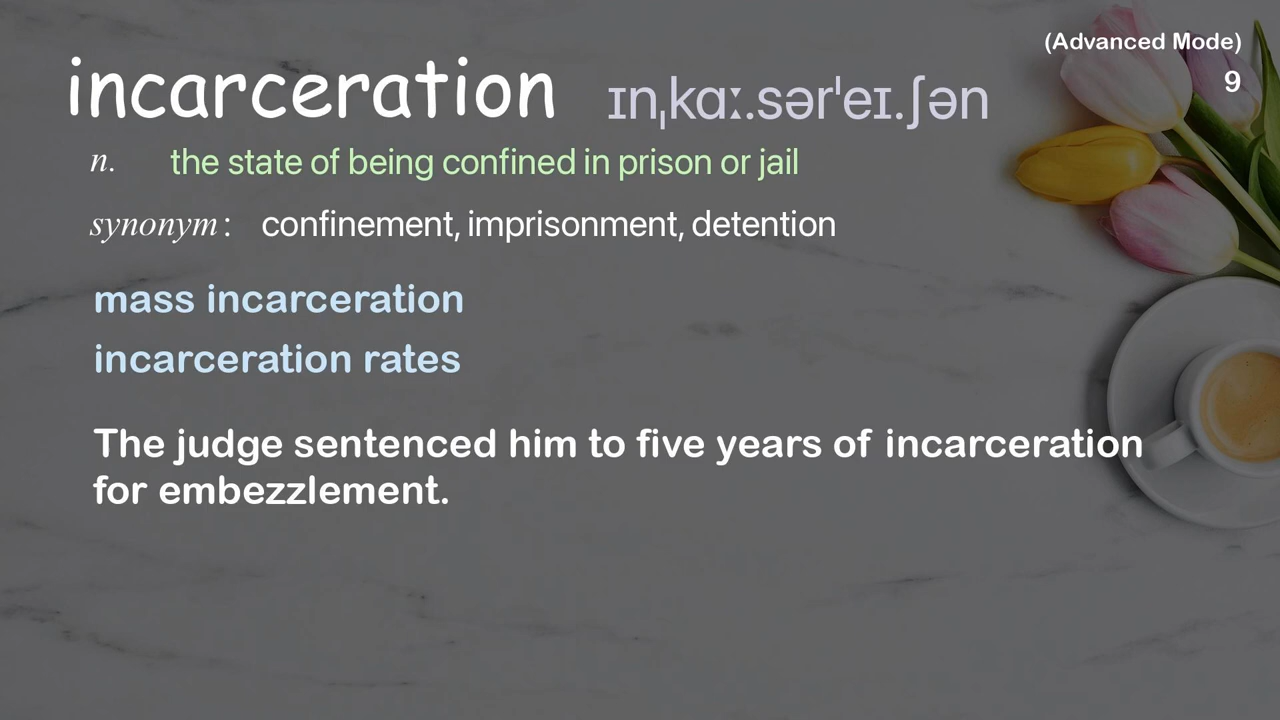 (Advanced Mode)
9
incarceration ɪnˌkɑː.sərˈeɪ.ʃən
n. the state of being confined in prison or jail
synonym: confinement, imprisonment, detention
mass incarceration
incarceration rates
The judge sentenced him to five years of incarceration
for embezzlement.